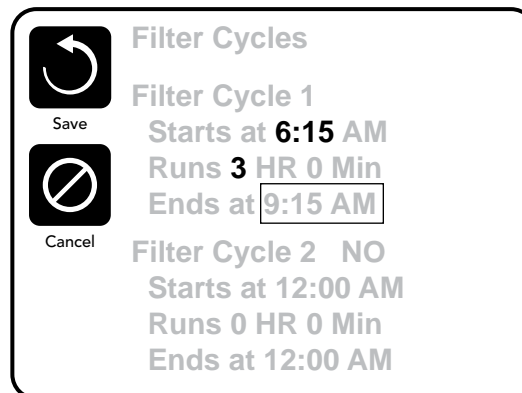 Filter Cycles
Save
Filter Cycle 1
Starts at 6:15 AM
Runs 3 HR 0 Min
Ends at 9:15 AM
Cancel
Filter Cycle 2 NO
Starts at 12:00 AM
Runs 0 HR 0 Min
Ends at 12:00 AM